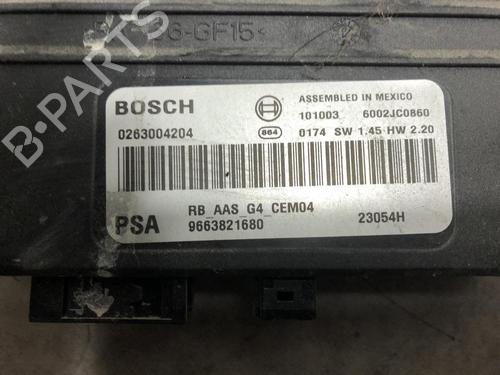 6-GF15<
BOSCH
ASSEMBLED IN MEXICO
101003 6002JC0860
0263004204
864 0174 SW 1.45 HW 2.20
RB_AAS_G4_CEM04
PSA
9663821680
23054H
B-PARTS